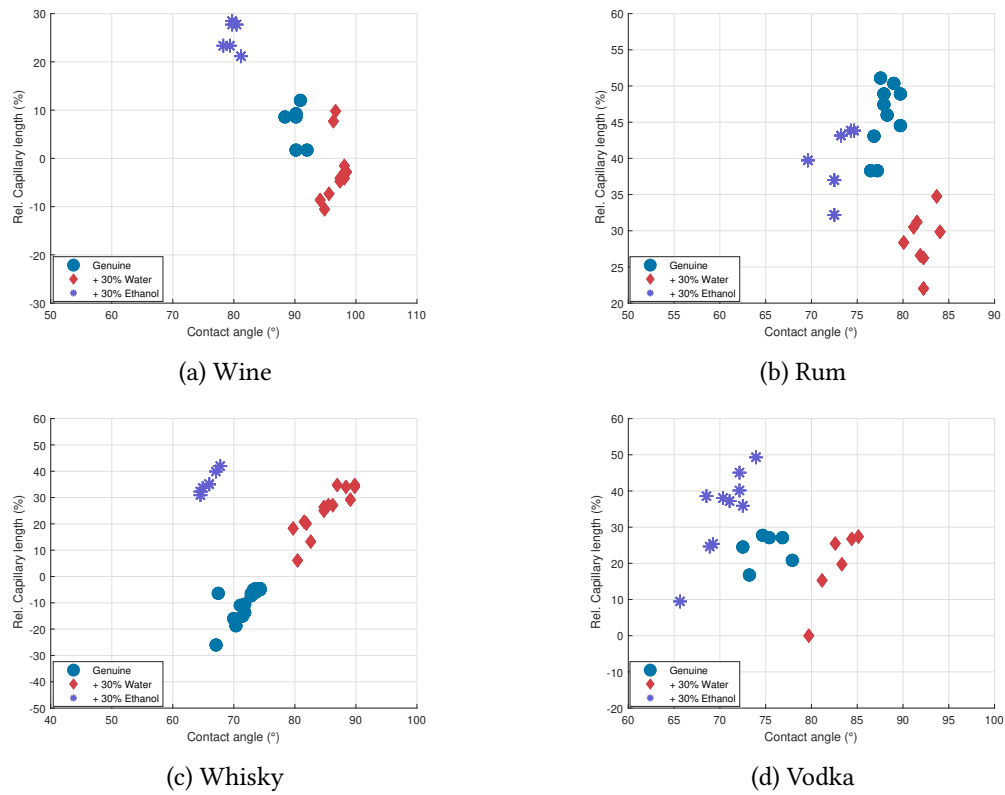 30
20
10
0
-10
-20
-30
50 60 70 80 90 100 110
Rel. Capillary length (%)
Contact angle (°)
Genuine
+ 30% Water
+ 30% Ethanol
(a) Wine
60
55
50
45
40
35
30
25
20
50 55 60 65 70 75 80 85 90
Rel. Capillary length (%)
Contact angle (°)
Genuine
+ 30% Water
+ 30% Ethanol
(b) Rum
60
50
40
30
20
10
0
-10
-20
-30
-40
-50
40 50 60 70 80 90 100
Rel. Capillary length (%)
Contact angle (°)
Genuine
+ 30% Water
+ 30% Ethanol
(c) Whisky
60
50
40
30
20
10
0
-10
-20
60 65 70 75 80 85 90 95 100
Rel. Capillary length (%)
Contact angle (°)
Genuine
+ 30% Water
+ 30% Ethanol
(d) Vodka